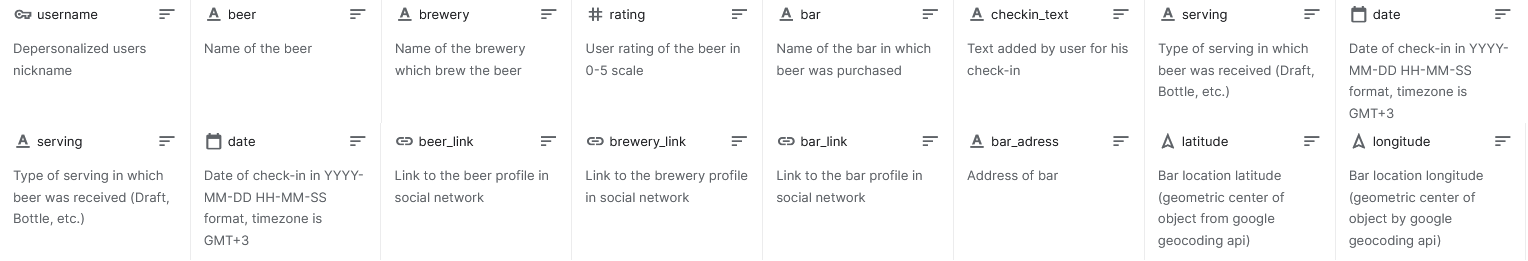 username
Depersonalized users
nickname
beer
Name of the beer
brewery
Name of the brewery
which brew the beer
rating
User rating of the beer in
0-5 scale
bar
Name of the bar in which
beer was purchased
checkin_text
Text added by user for his
check-in
serving
Type of serving in which
beer was received (Draft,
Bottle, etc.)
date
Date of check-in in YYYY-
MM-DD HH-MM-SS
format, timezone is
GMT+3
serving
Type of serving in which
beer was received (Draft,
Bottle, etc.)
date
Date of check-in in YYYY-
MM-DD HH-MM-SS
format, timezone is
GMT+3
beer_link
Link to the beer profile in
social network
brewery_link
Link to the brewery profile
in social network
bar_link
Link to the bar profile in
social network
bar_adress
Address of bar
latitude
Bar location latitude
(geometric center of
object from google
geocoding api)
longitude
Bar location longitude
(geometric center of
object by google
geocoding api)